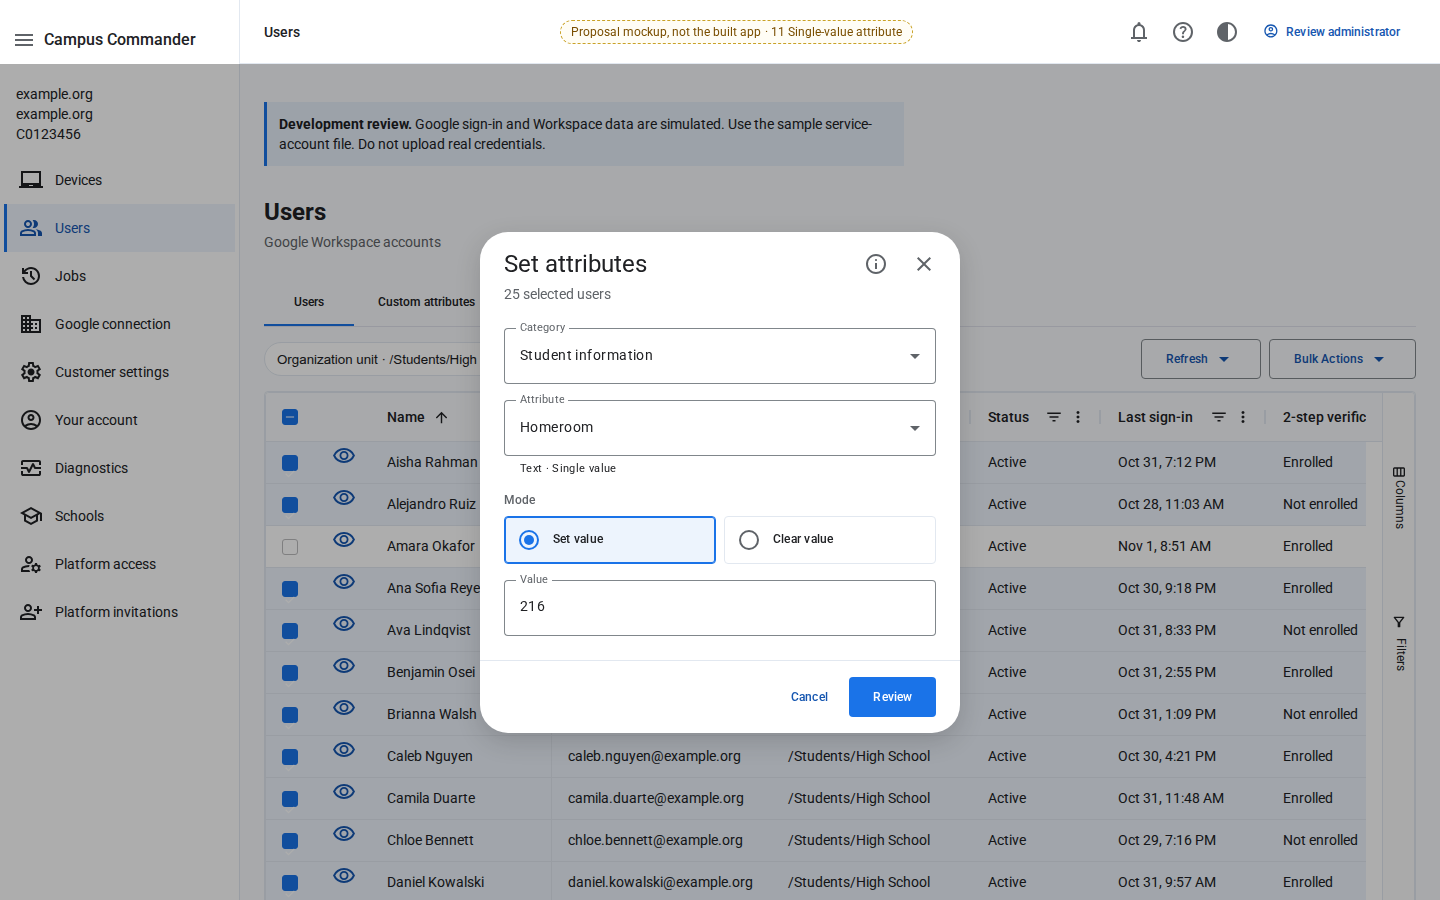 Campus Commander
Users
Proposal mockup, not the built app · 11 Single-value attribute
Review administrator
example.org
example.org
C0123456
Devices
Users
Jobs
Google connection
Customer settings
Your account
Diagnostics
Schools
Platform access
Platform invitations
Development review. Google sign-in and Workspace data are simulated. Use the sample service-
account file. Do not upload real credentials.
Users
Google Workspace accounts
Users
Custom attributes
Organization unit · /Students/High
Refresh
Bulk Actions
Name
Status
Last sign-in
2-step verific
Aisha Rahman
Active
Oct 31, 7:12 PM
Enrolled
Alejandro Ruiz
Active
Oct 28, 11:03 AM
Not enrolled
Amara Okafor
Active
Nov 1, 8:51 AM
Enrolled
Ana Sofia Reye
Active
Oct 30, 9:18 PM
Enrolled
Ava Lindqvist
Active
Oct 31, 8:33 PM
Not enrolled
Benjamin Osei
Active
Oct 31, 2:55 PM
Enrolled
Brianna Walsh
Active
Oct 31, 1:09 PM
Not enrolled
Caleb Nguyen
caleb.nguyen@example.org
/Students/High School
Active
Oct 30, 4:21 PM
Enrolled
Camila Duarte
camila.duarte@example.org
/Students/High School
Active
Oct 31, 11:48 AM
Enrolled
Chloe Bennett
chloe.bennett@example.org
/Students/High School
Active
Oct 29, 7:16 PM
Not enrolled
Daniel Kowalski
daniel.kowalski@example.org
/Students/High School
Active
Oct 31, 9:57 AM
Enrolled
Columns
Filters
Set attributes
25 selected users
Category
Student information
Attribute
Homeroom
Text · Single value
Mode
Set value
Clear value
Value
216
Cancel
Review